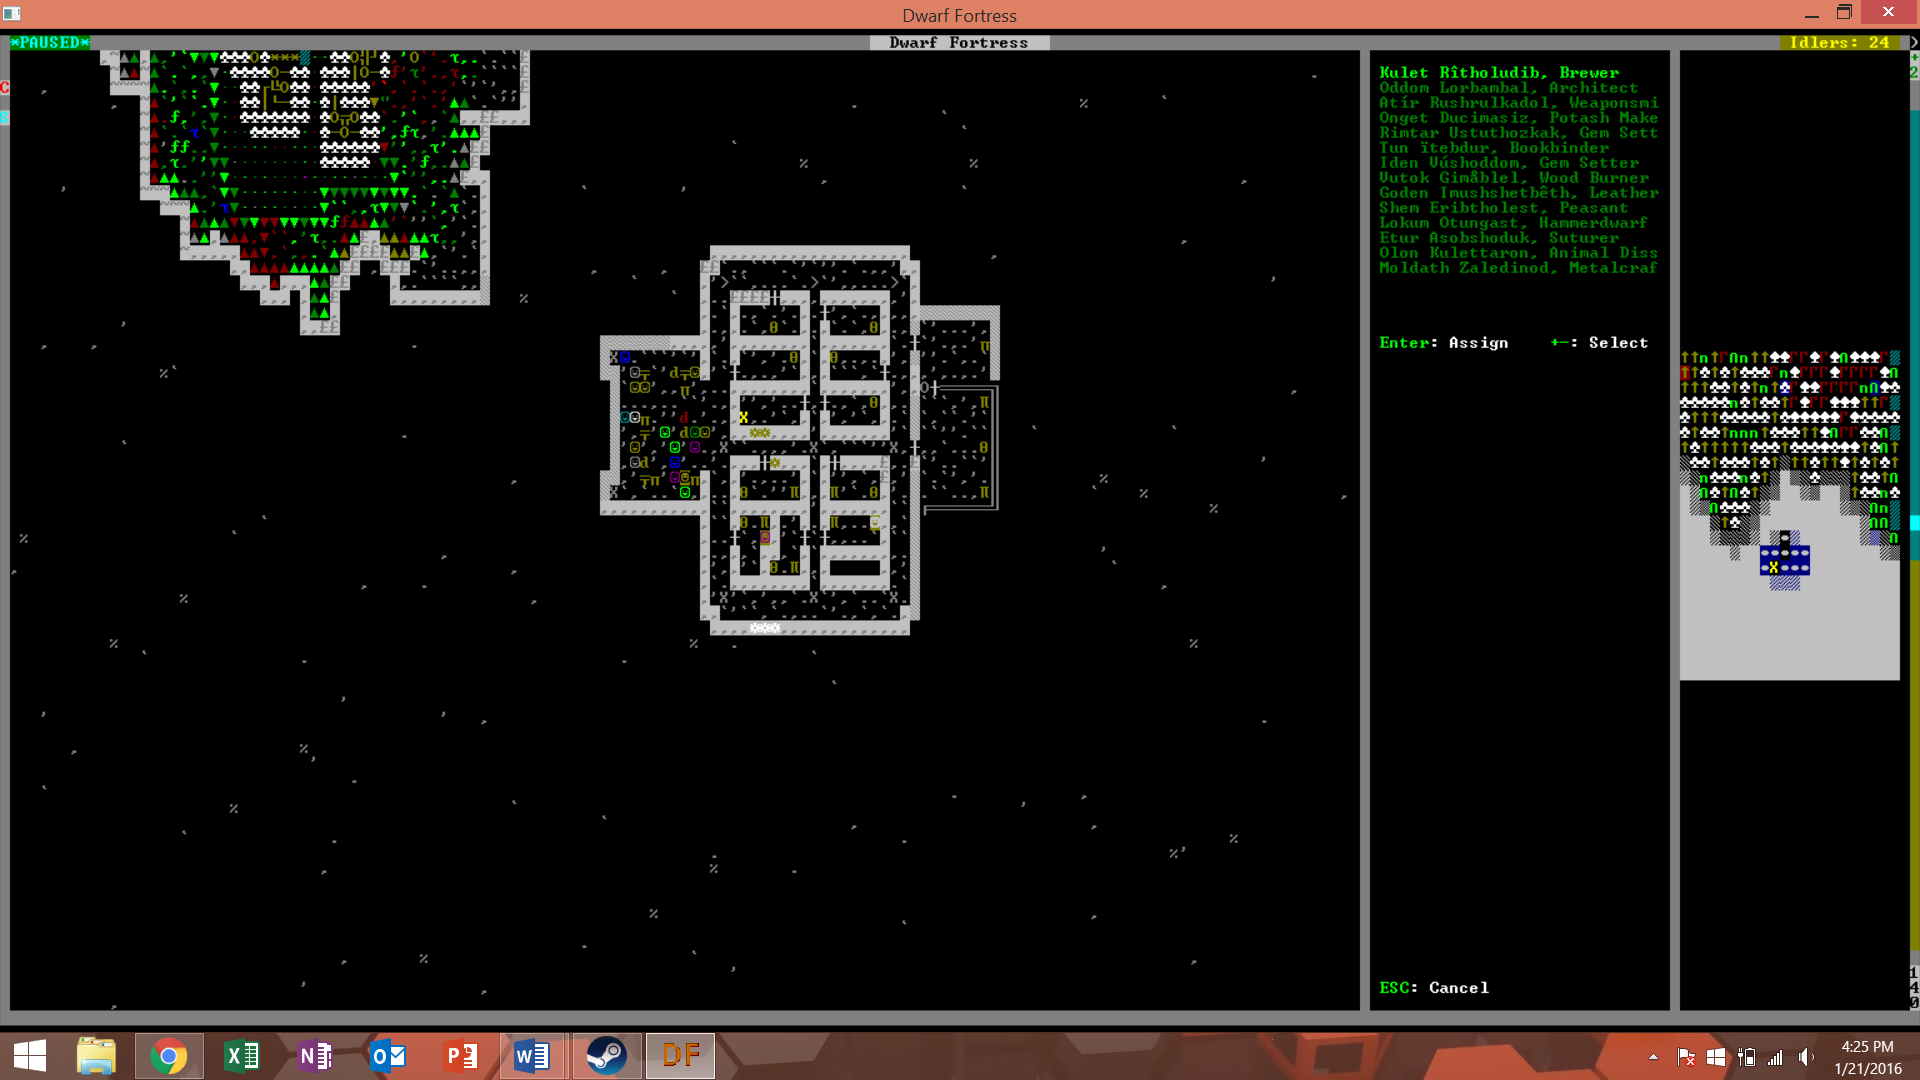 Dwarf Fortress
*PAUSED*
Dwarf Fortress
Idlers: 24
Kulet Rîtholudib, Brewer
Oddom Lorbambal, Architect
Atír Rushrulkadol, Weaponsmi
Onget Ducimasiz, Potash Make
Rimtar Ustuthozkak, Gem Sett
Tun ïtebdur, Bookbinder
Iden Vúshoddom, Gem Setter
Vutok Gimåblel, Wood Burner
Goden Imushshetbêth, Leather
Shem Eribtholest, Peasant
Lokum Otungast, Hammerdwarf
Etur Asobshoduk, Suturer
Olon Kulettaron, Animal Diss
Moldath Zaledinod, Metalcraf
Enter: Assign +-: Select
ESC: Cancel
DF
4:25 PM
1/21/2016